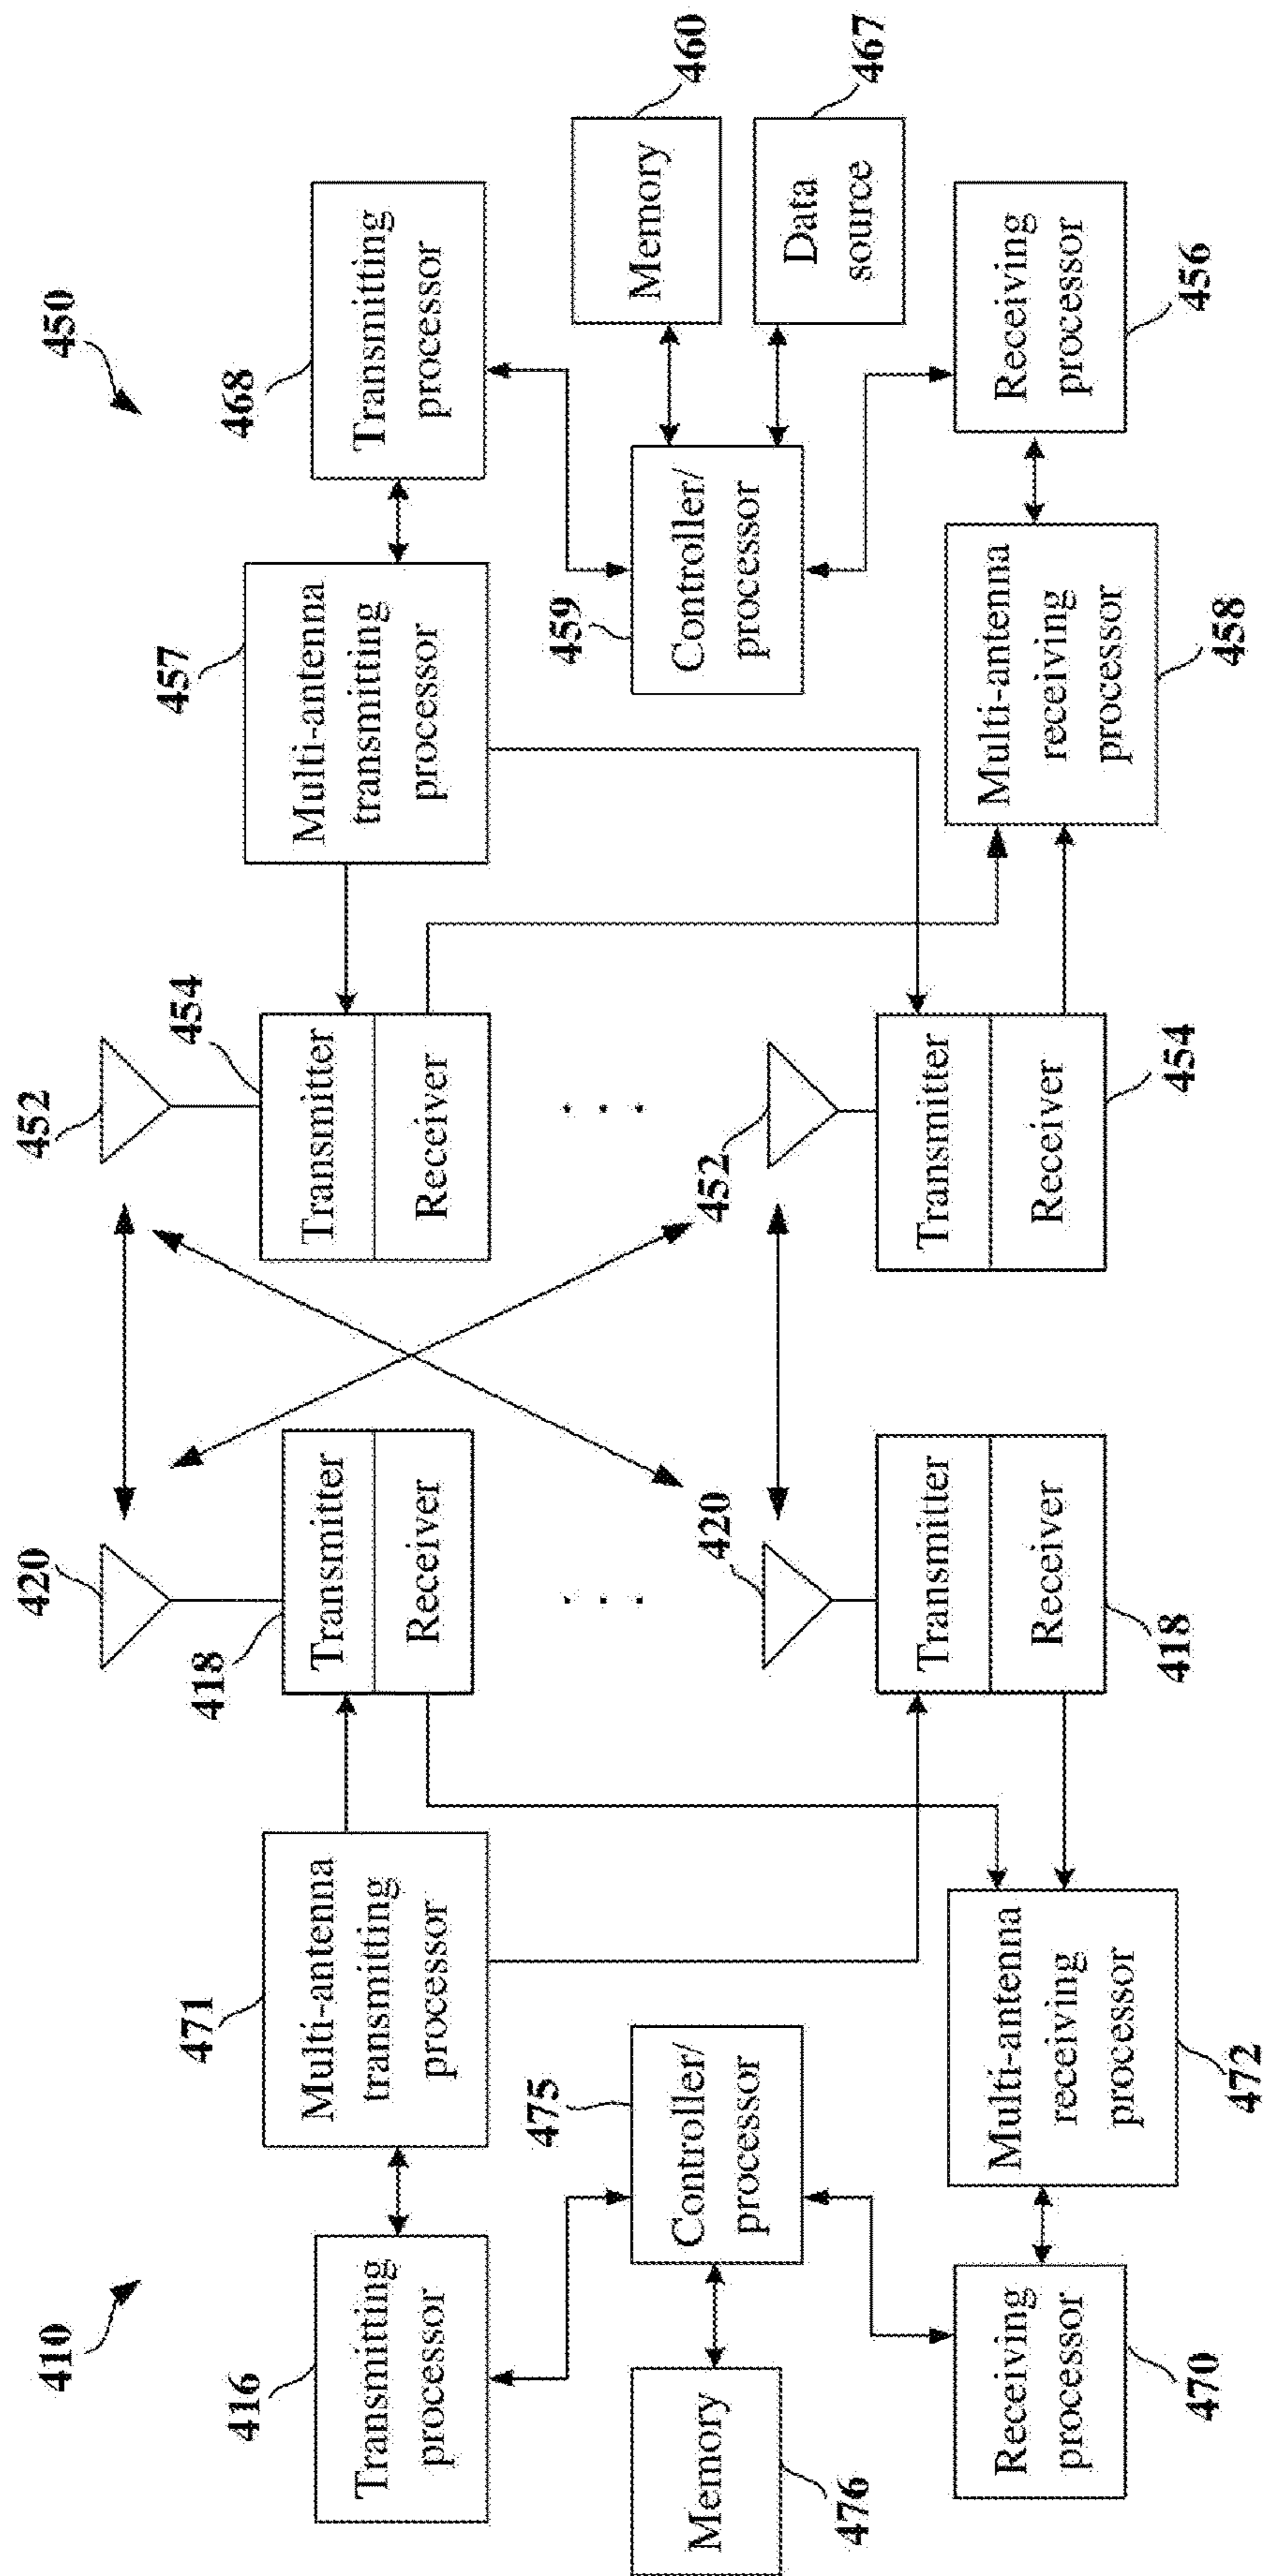 410
416
Transmitting
processor
471
Multi-antenna
transmitting
processor
420
418
Transmitter
Receiver
475
Controller/
processor
Memory
476
Receiving
processor
470
Multi-antenna
receiving
processor
472
420
Transmitter
Receiver
418
450
452
454
Transmitter
Receiver
457
Multi-antenna
transmitting
processor
468
Transmitting
processor
459
Controller/
processor
Memory
460
Data
source
467
452
Transmitter
Receiver
454
Multi-antenna
receiving
processor
458
Receiving
processor
456